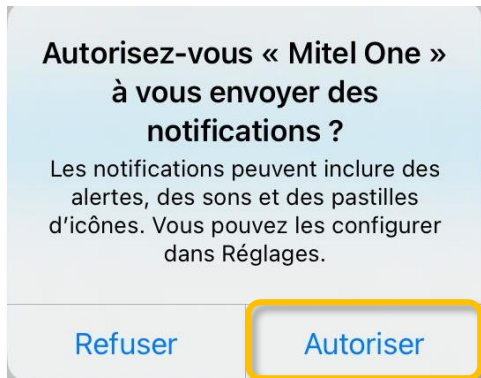 Autorisez-vous « Mitel One »
à vous envoyer des
notifications ?
Les notifications peuvent inclure des
alertes, des sons et des pastilles
d’icônes. Vous pouvez les configurer
dans Réglages.
Refuser
Autoriser